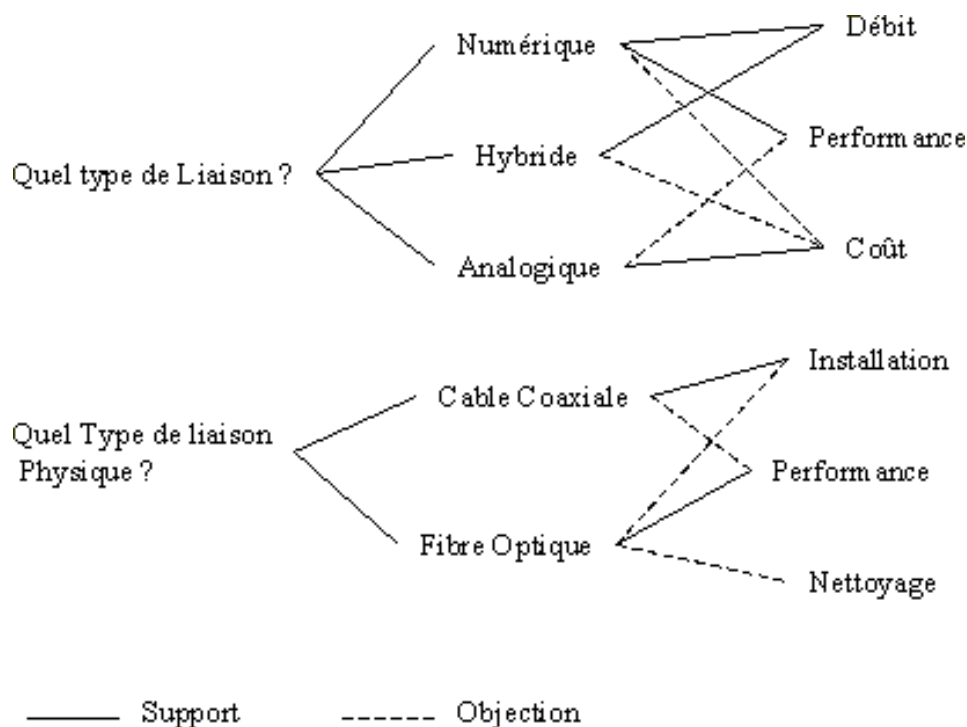 Numérique
Débit
Hybride
Performance
Quel type de Liaison ?
Analogique
Coût
Installation
Cable Coaxiale
Quel Type de liaison
Physique ?
Performance
Fibre Optique
Nettoyage
Support
Objection